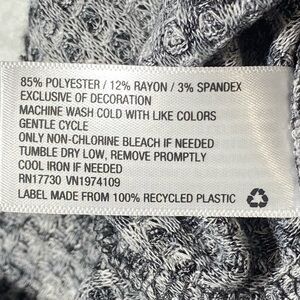 85% POLYESTER / 12% RAYON / 3% SPANDEX
EXCLUSIVE OF DECORATION
MACHINE WASH COLD WITH LIKE COLORS
GENTLE CYCLE
ONLY NON-CHLORINE BLEACH IF NEEDED
TUMBLE DRY LOW, REMOVE PROMPTLY
COOL IRON IF NEEDED
RN17730 VN1974109
LABEL MADE FROM 100% RECYCLED PLASTIC